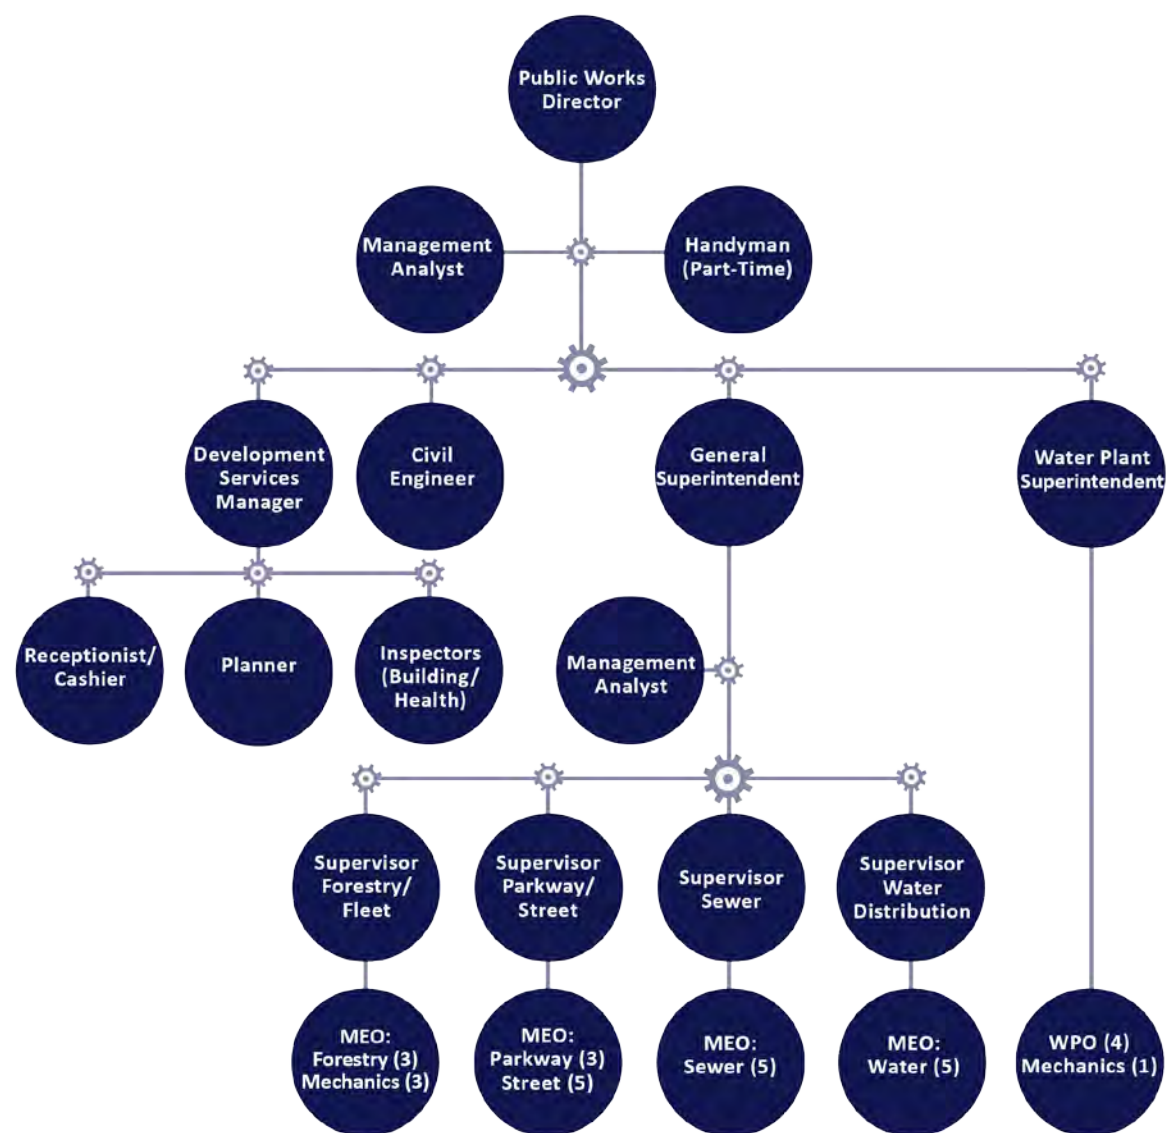 Public Works
Director
Management
Analyst
Handyman
(Part-Time)
Development
Services
Manager
Civil
Engineer
General
Superintendent
Water Plant
Superintendent
Receptionist/
Cashier
Planner
Inspectors
(Building/
Health)
Management
Analyst
Supervisor
Forestry/
Fleet
Supervisor
Parkway/
Street
Supervisor
Sewer
Supervisor
Water
Distribution
MEO:
Forestry (3)
Mechanics (3)
MEO:
Parkway (3)
Street (5)
MEO:
Sewer (5)
MEO:
Water (5)
WPO (4)
Mechanics (1)